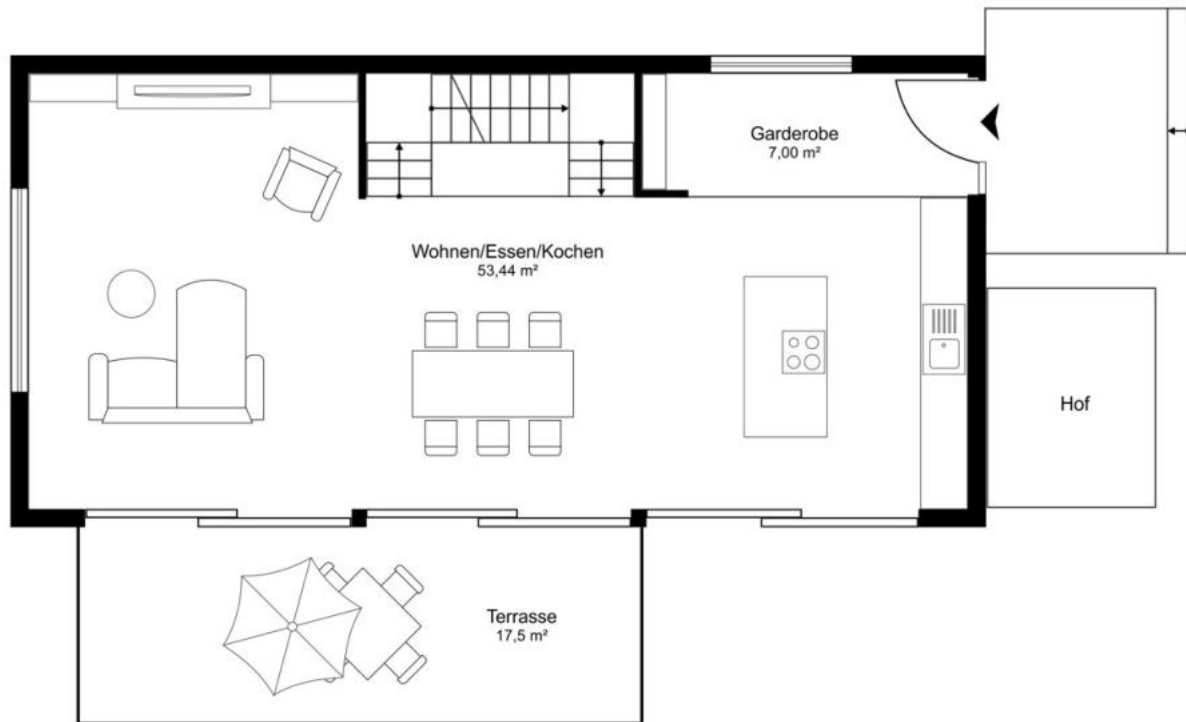 Garderobe
7,00 m²
Wohnen/Essen/Kochen
53,44 m²
Hof
Terrasse
17,5 m²